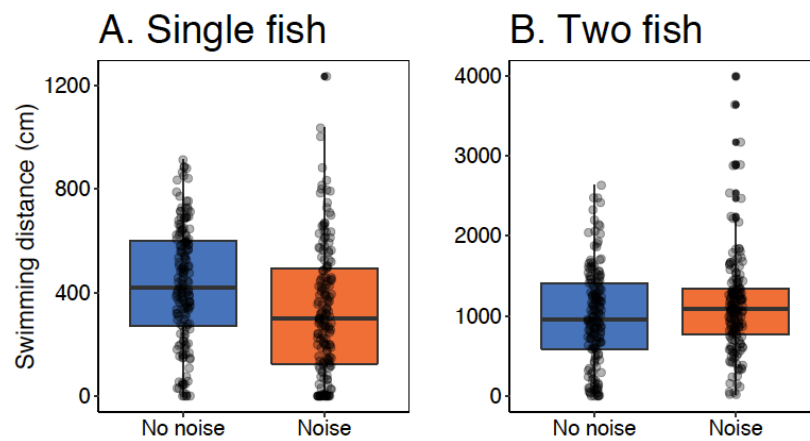 A. Single fish
B. Two fish
Swimming distance (cm)
1200
800
400
0
No noise
Noise
4000
3000
2000
1000
0
No noise
Noise